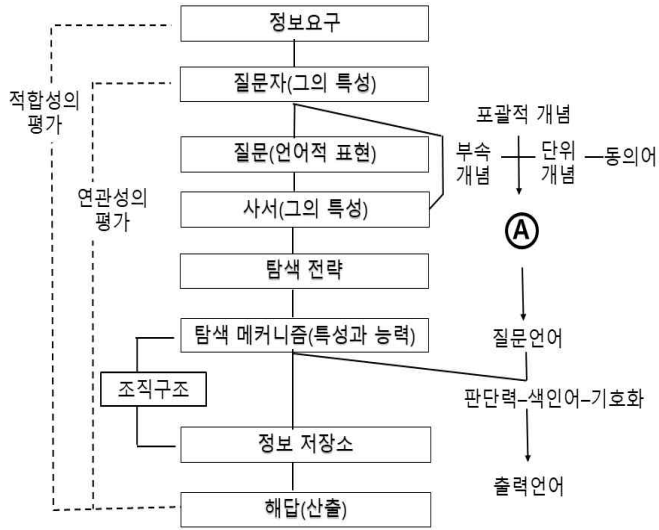 정보요구
질문자(그의 특성)
적합성의
평가
포괄적 개념
질문(언어적 표현)
부속
개념
단위
개념
동의어
연관성의
평가
사서(그의 특성)
Ⓐ
탐색 전략
탐색 메커니즘(특성과 능력)
질문언어
조직구조
판단력–색인어–기호화
정보 저장소
출력언어
해답(산출)